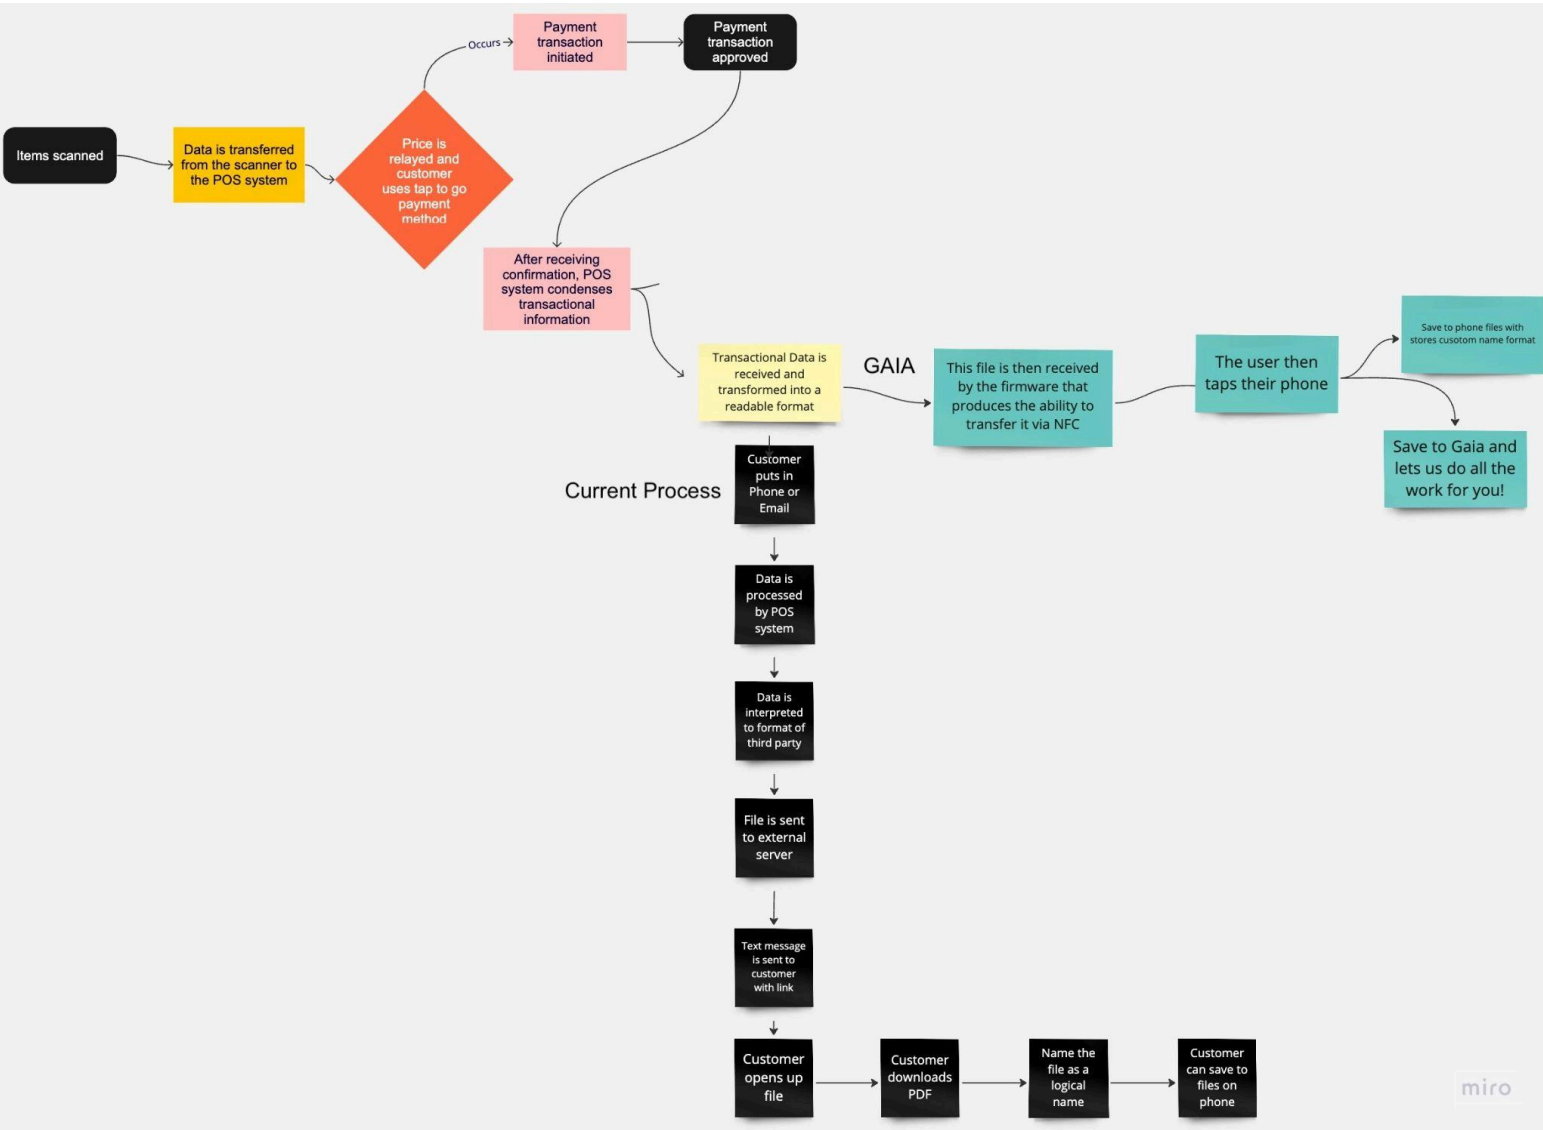 Items scanned
Data is transferred
from the scanner to
the POS system
Price is
relayed and
customer
uses tap to go
payment
method
Occurs
Payment
transaction
initiated
Payment
transaction
approved
After receiving
confirmation, POS
system condenses
transactional
information
Transactional Data is
received and
transformed into a
readable format
GAIA
This file is then received
by the firmware that
produces the ability to
transfer it via NFC
The user then
taps their phone
Save to phone files with
stores cusotom name format
Save to Gaia and
lets us do all the
work for you!
Current Process
Customer
puts in
Phone or
Email
Data is
processed
by POS
system
Data is
interpreted
to format of
third party
File is sent
to external
server
Text message
is sent to
customer
with link
Customer
opens up
file
Customer
downloads
PDF
Name the
file as a
logical
name
Customer
can save to
files on
phone
miro